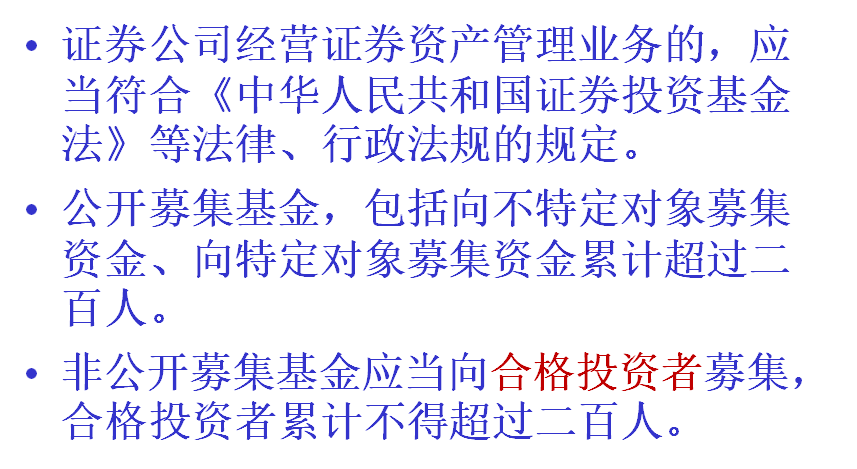 • 证券公司经营证券资产管理业务的，应
当符合《中华人民共和国证券投资基金
法》等法律、行政法规的规定。
• 公开募集基金，包括向不特定对象募集
资金、向特定对象募集资金累计超过二
百人。
• 非公开募集基金应当向合格投资者募集，
合格投资者累计不得超过二百人。